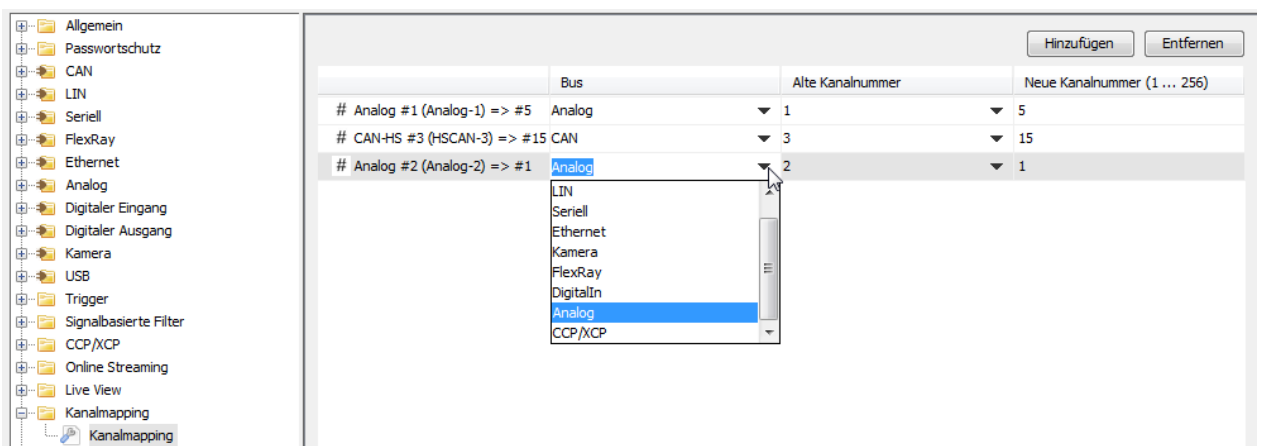 Allgemein
Passwortschutz
CAN
LIN
Seriell
FlexRay
Ethernet
Analog
Digitaler Eingang
Digitaler Ausgang
Kamera
USB
Trigger
Signalbasierte Filter
CCP/XCP
Online Streaming
Live View
Kanalmapping
Kanalmapping
Hinzufügen Entfernen
Bus Alte Kanalnummer Neue Kanalnummer (1 ... 256)
# Analog #1 (Analog-1) => #5 Analog 1 5
# CAN-HS #3 (HSCAN-3) => #15 CAN 3 15
# Analog #2 (Analog-2) => #1 Analog 2 1
LIN
Seriell
Ethernet
Kamera
FlexRay
DigitalIn
Analog
CCP/XCP